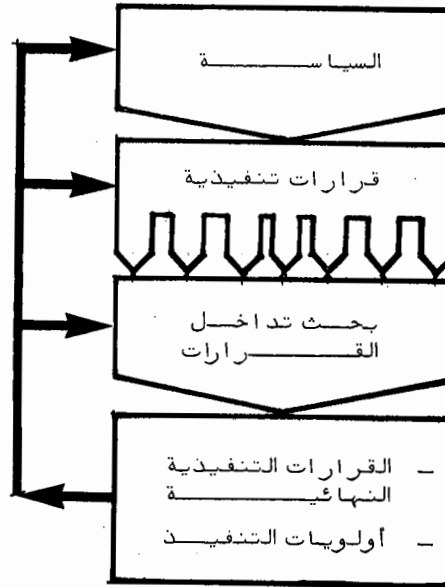 السياسة
قرارات تنفيذية
بحث تداخل
القرارات
- القرارات التنفيذية
النهائية
- أولويات التنفيذ